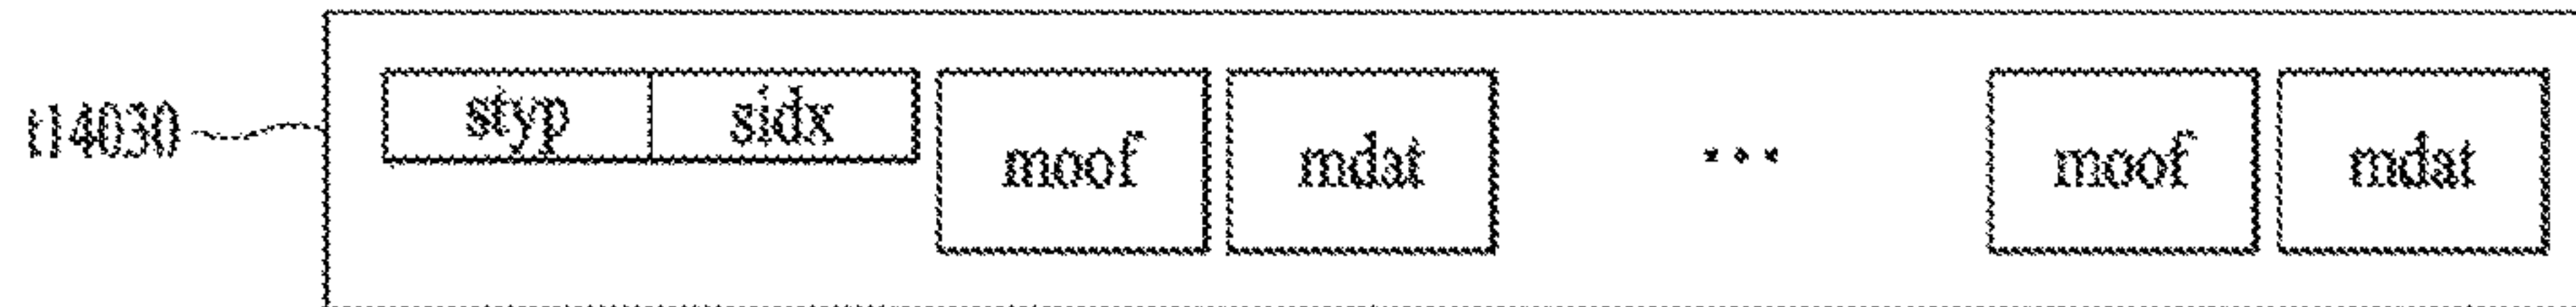 t14030 styp sidx moof mdat ... moof mdat